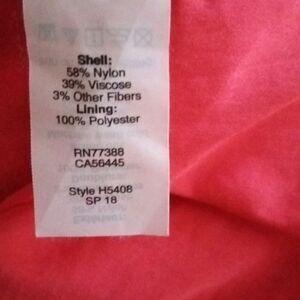 Shell:
58% Nylon
39% Viscose
3% Other Fibers
Lining:
100% Polyester
RN77388
CA56445
Style H5408
SP 18